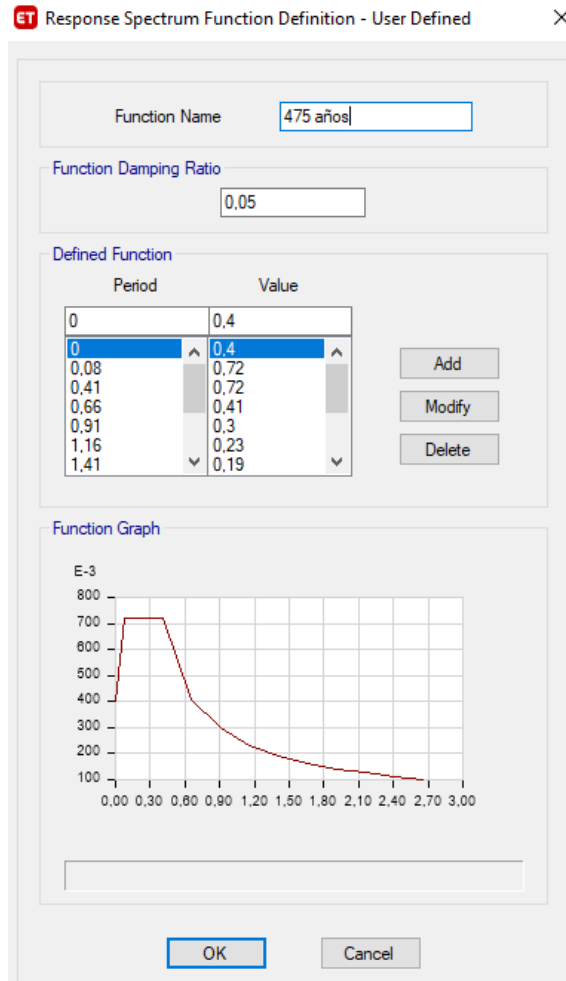 ET Response Spectrum Function Definition - User Defined
Function Name 475 años
Function Damping Ratio
0,05
Defined Function
Period Value
0 0,4
0 0,4
0,08 0,72
0,41 0,72
0,66 0,41
0,91 0,3
1,16 0,23
1,41 0,19
Add
Modify
Delete
Function Graph
E-3
800
700
600
500
400
300
200
100
0,00 0,30 0,60 0,90 1,20 1,50 1,80 2,10 2,40 2,70 3,00
OK Cancel